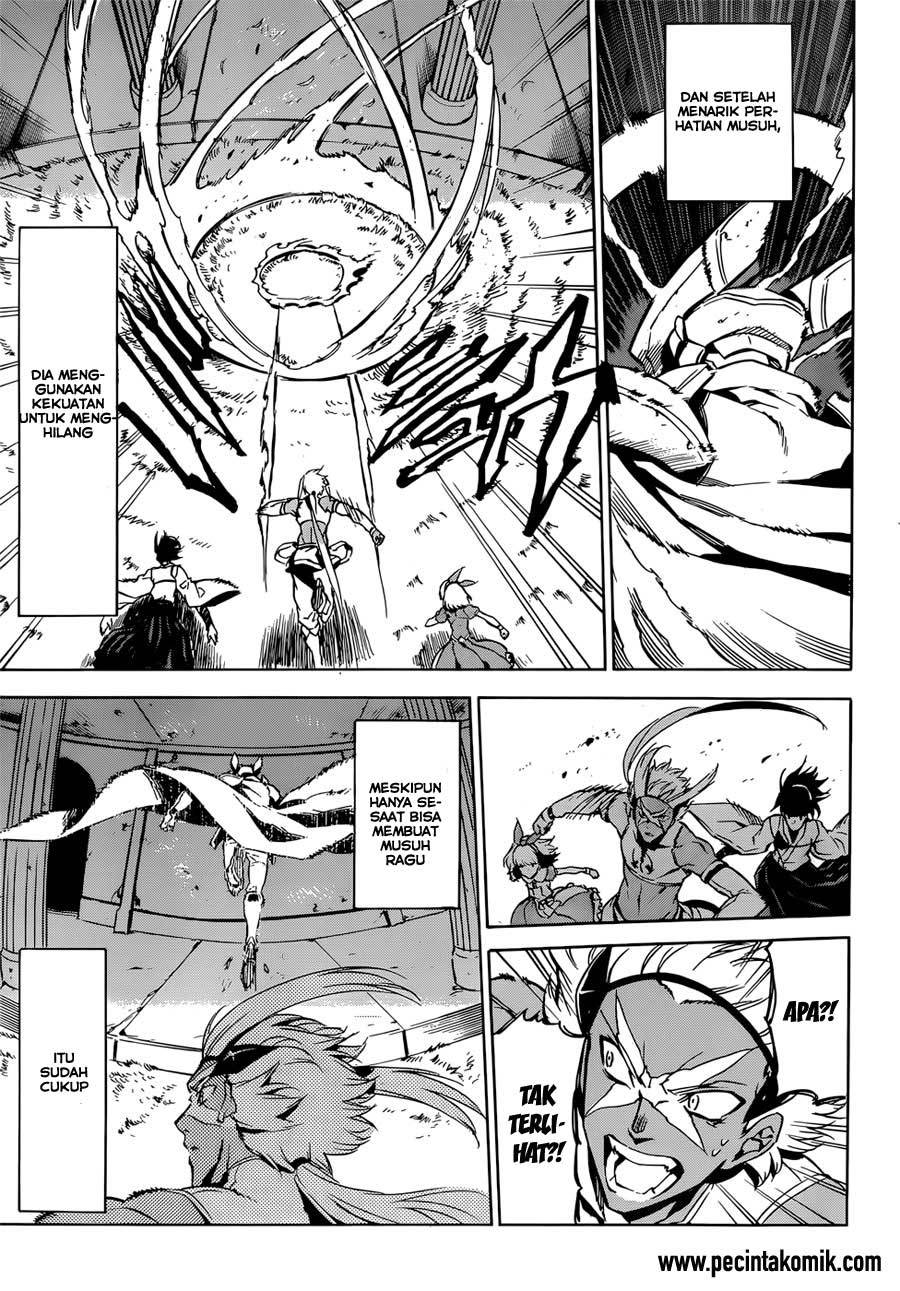 DAN SETELAH
MENARIK PER-
HATIAN MUSUH,
DIA MENG-
GUNAKAN
KEKUATAN
UNTUK MENG
HILANG
APA?!
TAK
TERLI-
HAT?!
MESKIPUN
HANYA SE-
SAAT BISA
MEMBUAT
MUSUH
RAGU
ITU
SUDAH
CUKUP
www.pecintakomik.com